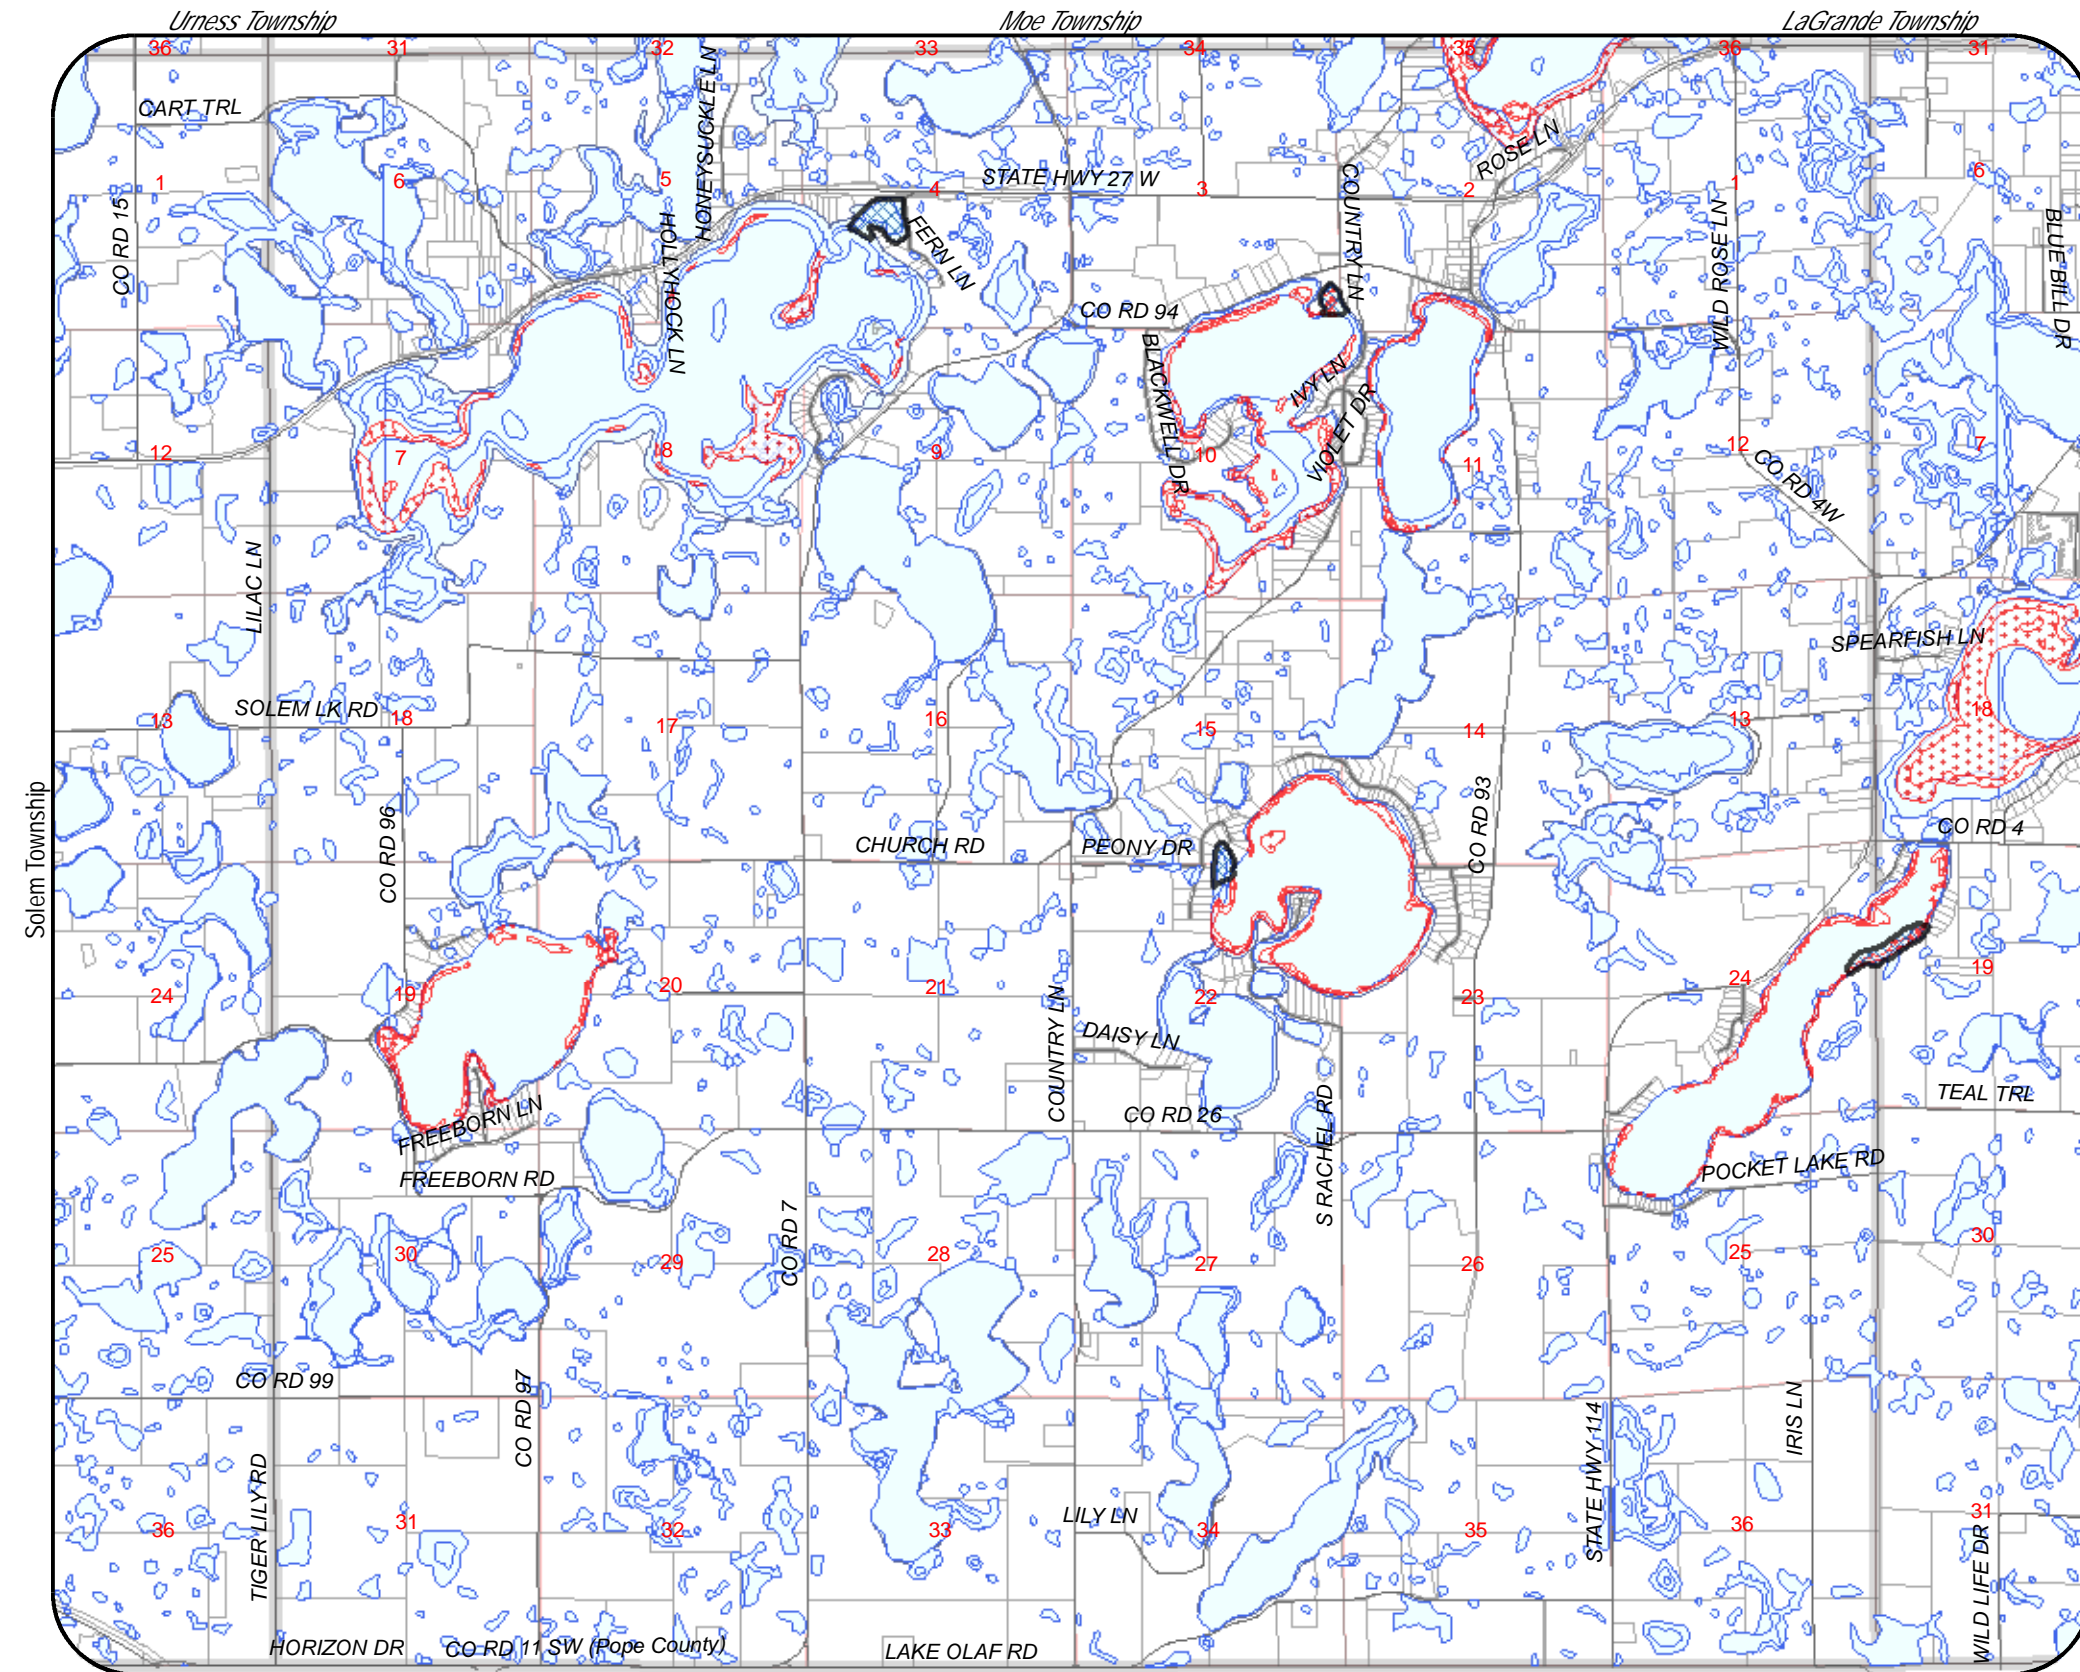 Urness Township
Moe Township
LaGrande Township
36
31
32
33
34
35
36
31
CART TRL
HONEYSUCKLE LN
ROSE LN
STATE HWY 27 W
1
6
5
4
3
2
1
6
CO RD 15
HOLLYHOCK LN
FERN LN
COUNTRY LN
WILD ROSE LN
BLUE BILL DR
CO RD 94
BLACKWELL DR
IVY LN
VIOLET DR
12
7
8
9
10
11
12
7
CO RD 4W
LILAC LN
SPEARFISH LN
SOLEM LK RD
13
18
17
16
15
14
13
18
Solem Township
CO RD 96
CHURCH RD
PEONY DR
CO RD 93
CO RD 4
24
19
20
21
22
23
24
19
COUNTRY LN
DAISY LN
FREEBORN LN
CO RD 26
S RACHEL RD
TEAL TRL
FREEBORN RD
POCKET LAKE RD
CO RD 7
25
30
29
28
27
26
25
30
CO RD 99
CO RD 97
STATE HWY 114
IRIS LN
TIGER LILY RD
LILY LN
36
31
32
33
34
35
36
31
WILD LIFE DR
HORIZON DR
CO RD 11 SW (Pope County)
LAKE OLAF RD